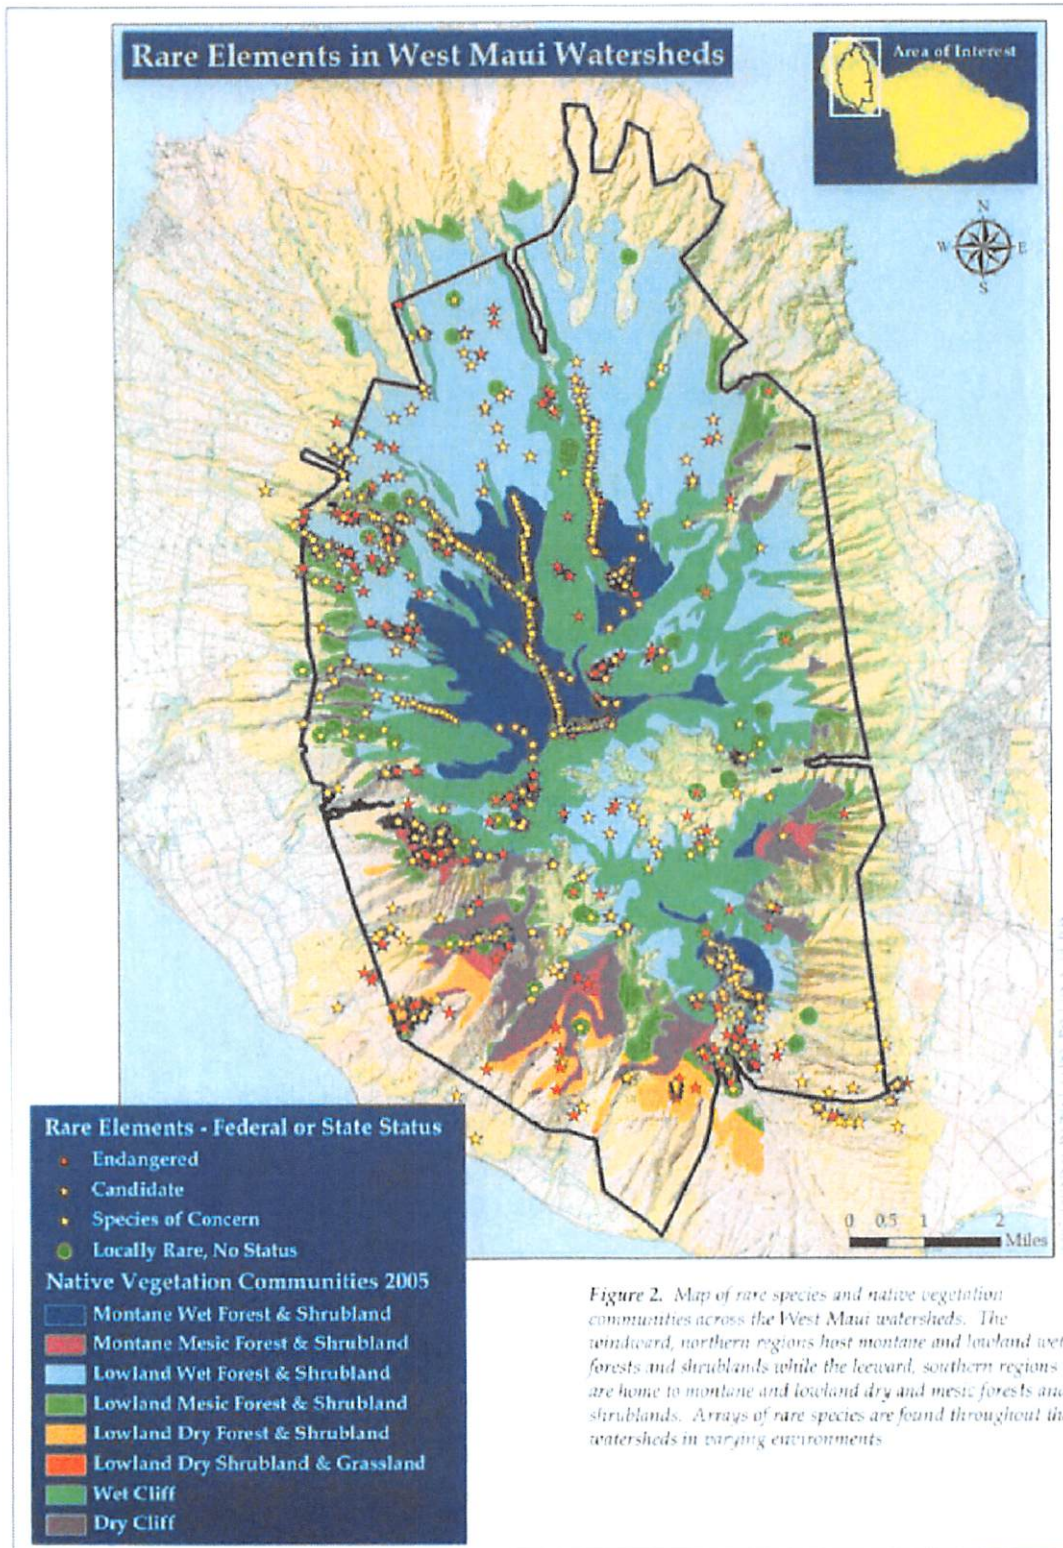 Rare Elements in West Maui Watersheds
Area of Interest
N
W
E
S
0 0.5 1 2
Miles
Rare Elements - Federal or State Status
Endangered
Candidate
Species of Concern
Locally Rare, No Status
Native Vegetation Communities 2005
Montane Wet Forest & Shrubland
Montane Mesic Forest & Shrubland
Lowland Wet Forest & Shrubland
Lowland Mesic Forest & Shrubland
Lowland Dry Forest & Shrubland
Lowland Dry Shrubland & Grassland
Wet Cliff
Dry Cliff
Figure 2. Map of rare species and native vegetation
communities across the West Maui watersheds. The
windward, northern regions host montane and lowland wet
forests and shrublands while the leeward, southern regions
are home to montane and lowland dry and mesic forests and
shrublands. Arrays of rare species are found throughout the
watersheds in varying environments